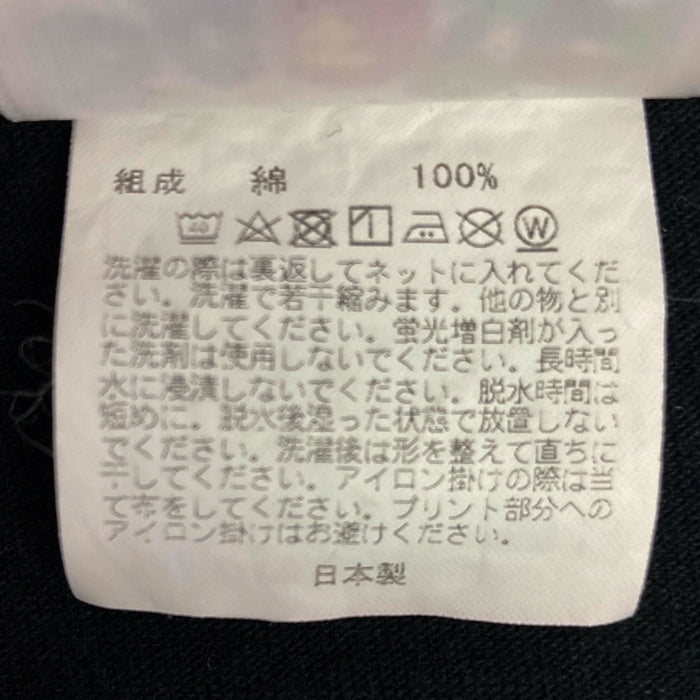 組成 綿 100%
40
W
洗濯の際は裏返してネットに入れてくだ
さい。洗濯で若干縮みます。他の物と別
に洗濯してください。蛍光増白剤が入っ
た洗剤は使用しないでください。長時間
水に浸漬しないでください。脱水時間は
短めに。脱水後湿った状態で放置しない
でください。洗濯後は形を整えて直ちに
干してください。アイロン掛けの際は当
て布をしてください。プリント部分への
アイロン掛けはお避けください。
日本製